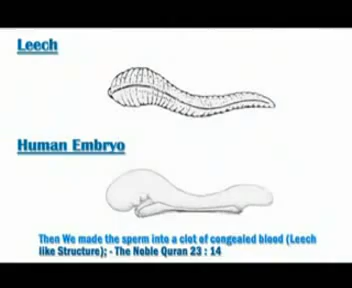 Leech
Human Embryo
Then We made the sperm into a clot of congealed blood (Leech
like Structure); - The Noble Quran 23 : 14